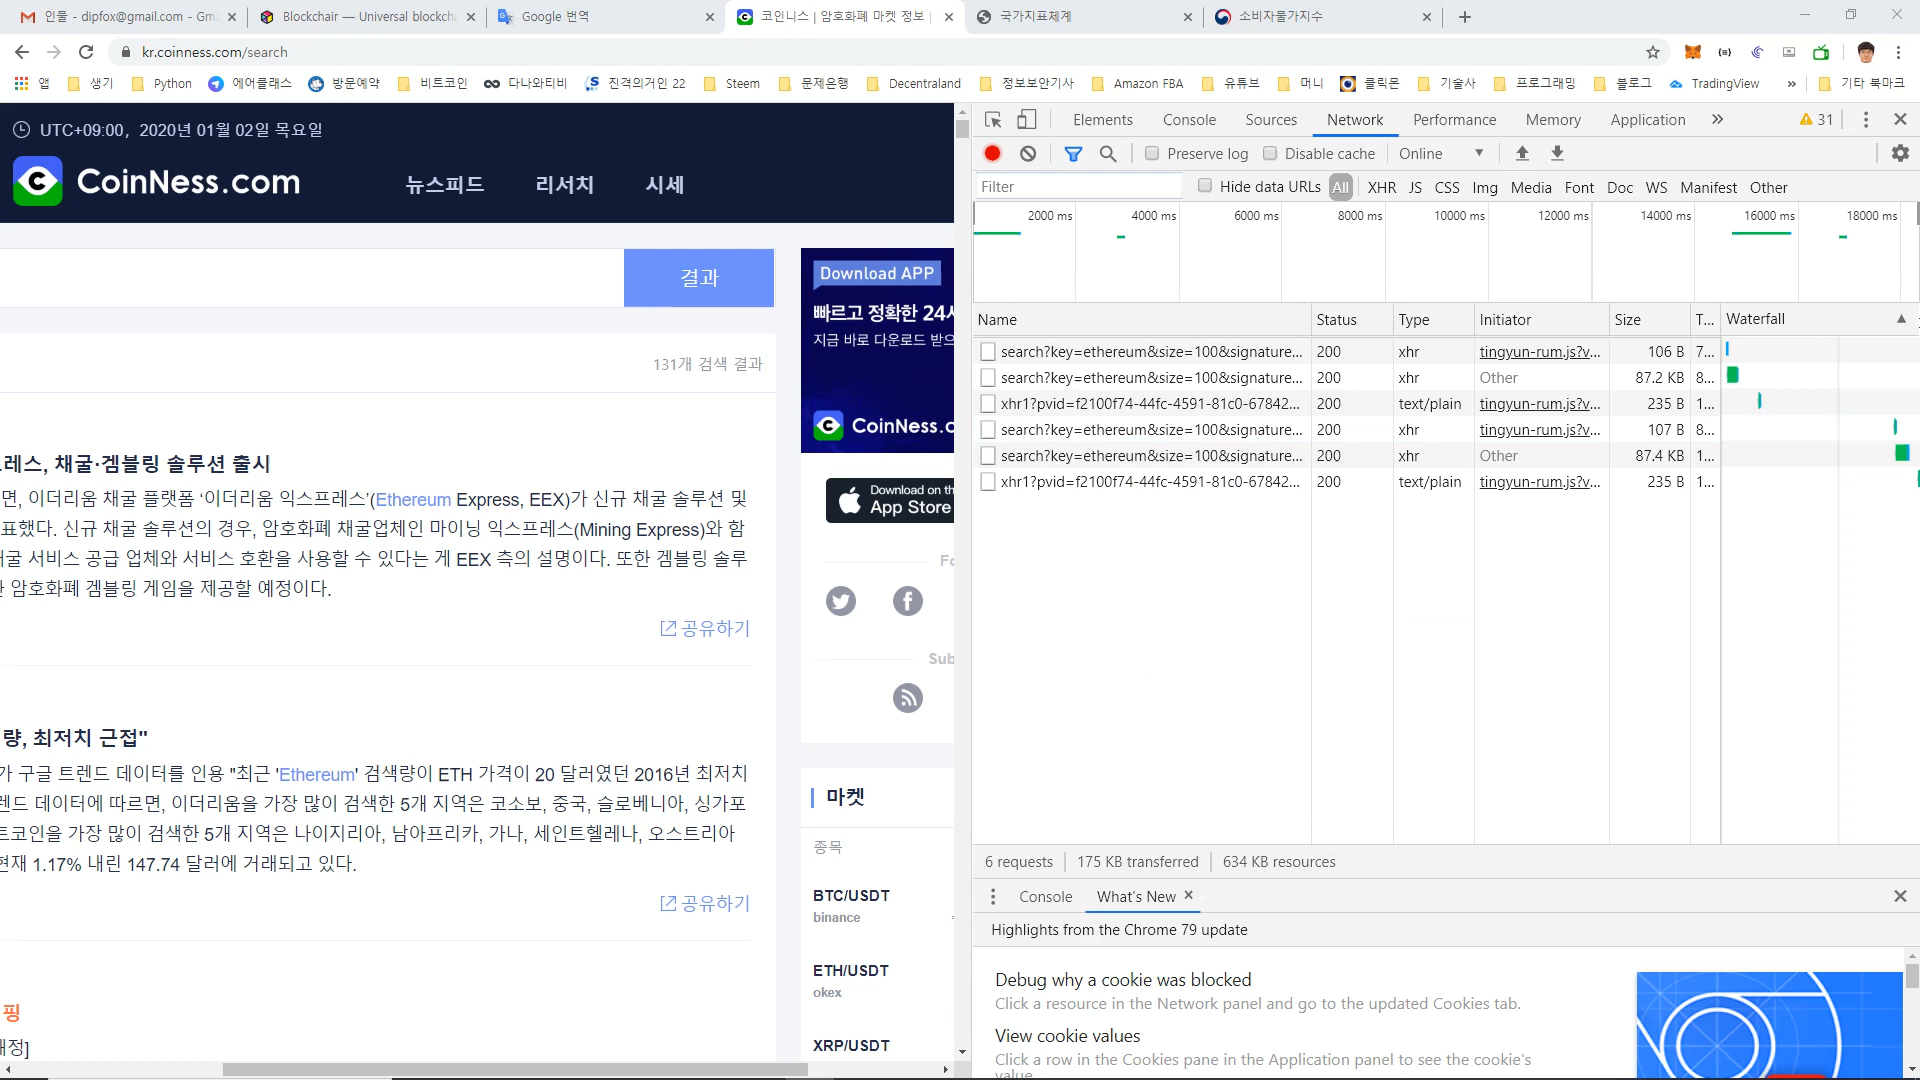 인물 - dipfox@gmail.com - Gm
Blockchair — Universal blockcha
Google 번역
코인니스 | 암호화폐 마켓 정보 |
국가지표체계
소비자물가지수
kr.coinness.com/search
앱
생기
Python
에어클래스
방문예약
비트코인
다나와티비
진격의거인 22
Steem
문제은행
Decentraland
정보보안기사
Amazon FBA
유튜브
머니
클릭몬
기술사
프로그래밍
블로그
TradingView
»
기타 북마크
UTC+09:00, 2020년 01월 02일 목요일
CoinNess.com
뉴스피드
리서치
시세
결과
131개 검색 결과
레스, 채굴·겜블링 솔루션 출시
면, 이더리움 채굴 플랫폼 ‘이더리움 익스프레스’(Ethereum Express, EEX)가 신규 채굴 솔루션 및
표했다. 신규 채굴 솔루션의 경우, 암호화폐 채굴업체인 마이닝 익스프레스(Mining Express)와 함
굴 서비스 공급 업체와 서비스 호환을 사용할 수 있다는 게 EEX 측의 설명이다. 또한 겜블링 솔루
암호화폐 겜블링 게임을 제공할 예정이다.
공유하기
량, 최저치 근접"
가 구글 트렌드 데이터를 인용 "최근 'Ethereum' 검색량이 ETH 가격이 20 달러였던 2016년 최저치
렌드 데이터에 따르면, 이더리움을 가장 많이 검색한 5개 지역은 코소보, 중국, 슬로베니아, 싱가포
트코인을 가장 많이 검색한 5개 지역은 나이지리아, 남아프리카, 가나, 세인트헬레나, 오스트리아
현재 1.17% 내린 147.74 달러에 거래되고 있다.
공유하기
핑
Download APP
빠르고 정확한 24시
지금 바로 다운로드 받으
CoinNess.c
Download on th
App Store
Fo
Sub
마켓
종목
BTC/USDT
binance
ETH/USDT
okex
XRP/USDT
Elements
Console
Sources
Network
Performance
Memory
Application
»
31
Preserve log
Disable cache
Online
Filter
Hide data URLs
All
XHR
JS
CSS
Img
Media
Font
Doc
WS
Manifest
Other
2000 ms
4000 ms
6000 ms
8000 ms
10000 ms
12000 ms
14000 ms
16000 ms
18000 ms
Name Status Type Initiator Size T... Waterfall
search?key=ethereum&size=100&signature... 200 xhr tingyun-rum.js?v... 106 B 7...
search?key=ethereum&size=100&signature... 200 xhr Other 87.2 KB 8...
xhr1?pvid=f2100f74-44fc-4591-81c0-67842... 200 text/plain tingyun-rum.js?v... 235 B 1...
search?key=ethereum&size=100&signature... 200 xhr tingyun-rum.js?v... 107 B 8...
search?key=ethereum&size=100&signature... 200 xhr Other 87.4 KB 1...
xhr1?pvid=f2100f74-44fc-4591-81c0-67842... 200 text/plain tingyun-rum.js?v... 235 B 1...
6 requests
175 KB transferred
634 KB resources
Console
What's New
Highlights from the Chrome 79 update
Debug why a cookie was blocked
Click a resource in the Network panel and go to the updated Cookies tab.
View cookie values
Click a row in the Cookies pane in the Application panel to see the cookie's
value.